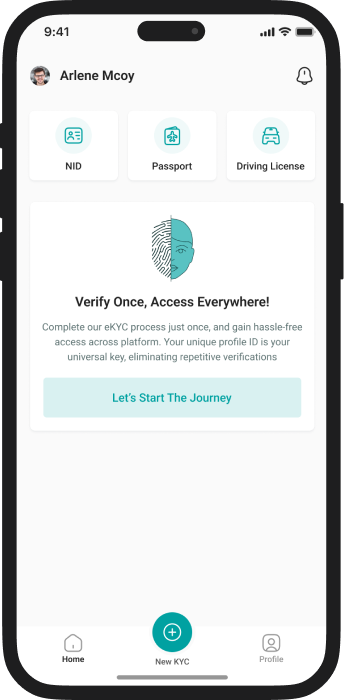 9:41
Arlene Mcoy
NID
Passport
Driving License
Verify Once, Access Everywhere!
Complete our eKYC process just once, and gain hassle-free
access across platform. Your unique profile ID is your
universal key, eliminating repetitive verifications
Let's Start The Journey
Home
New KYC
Profile